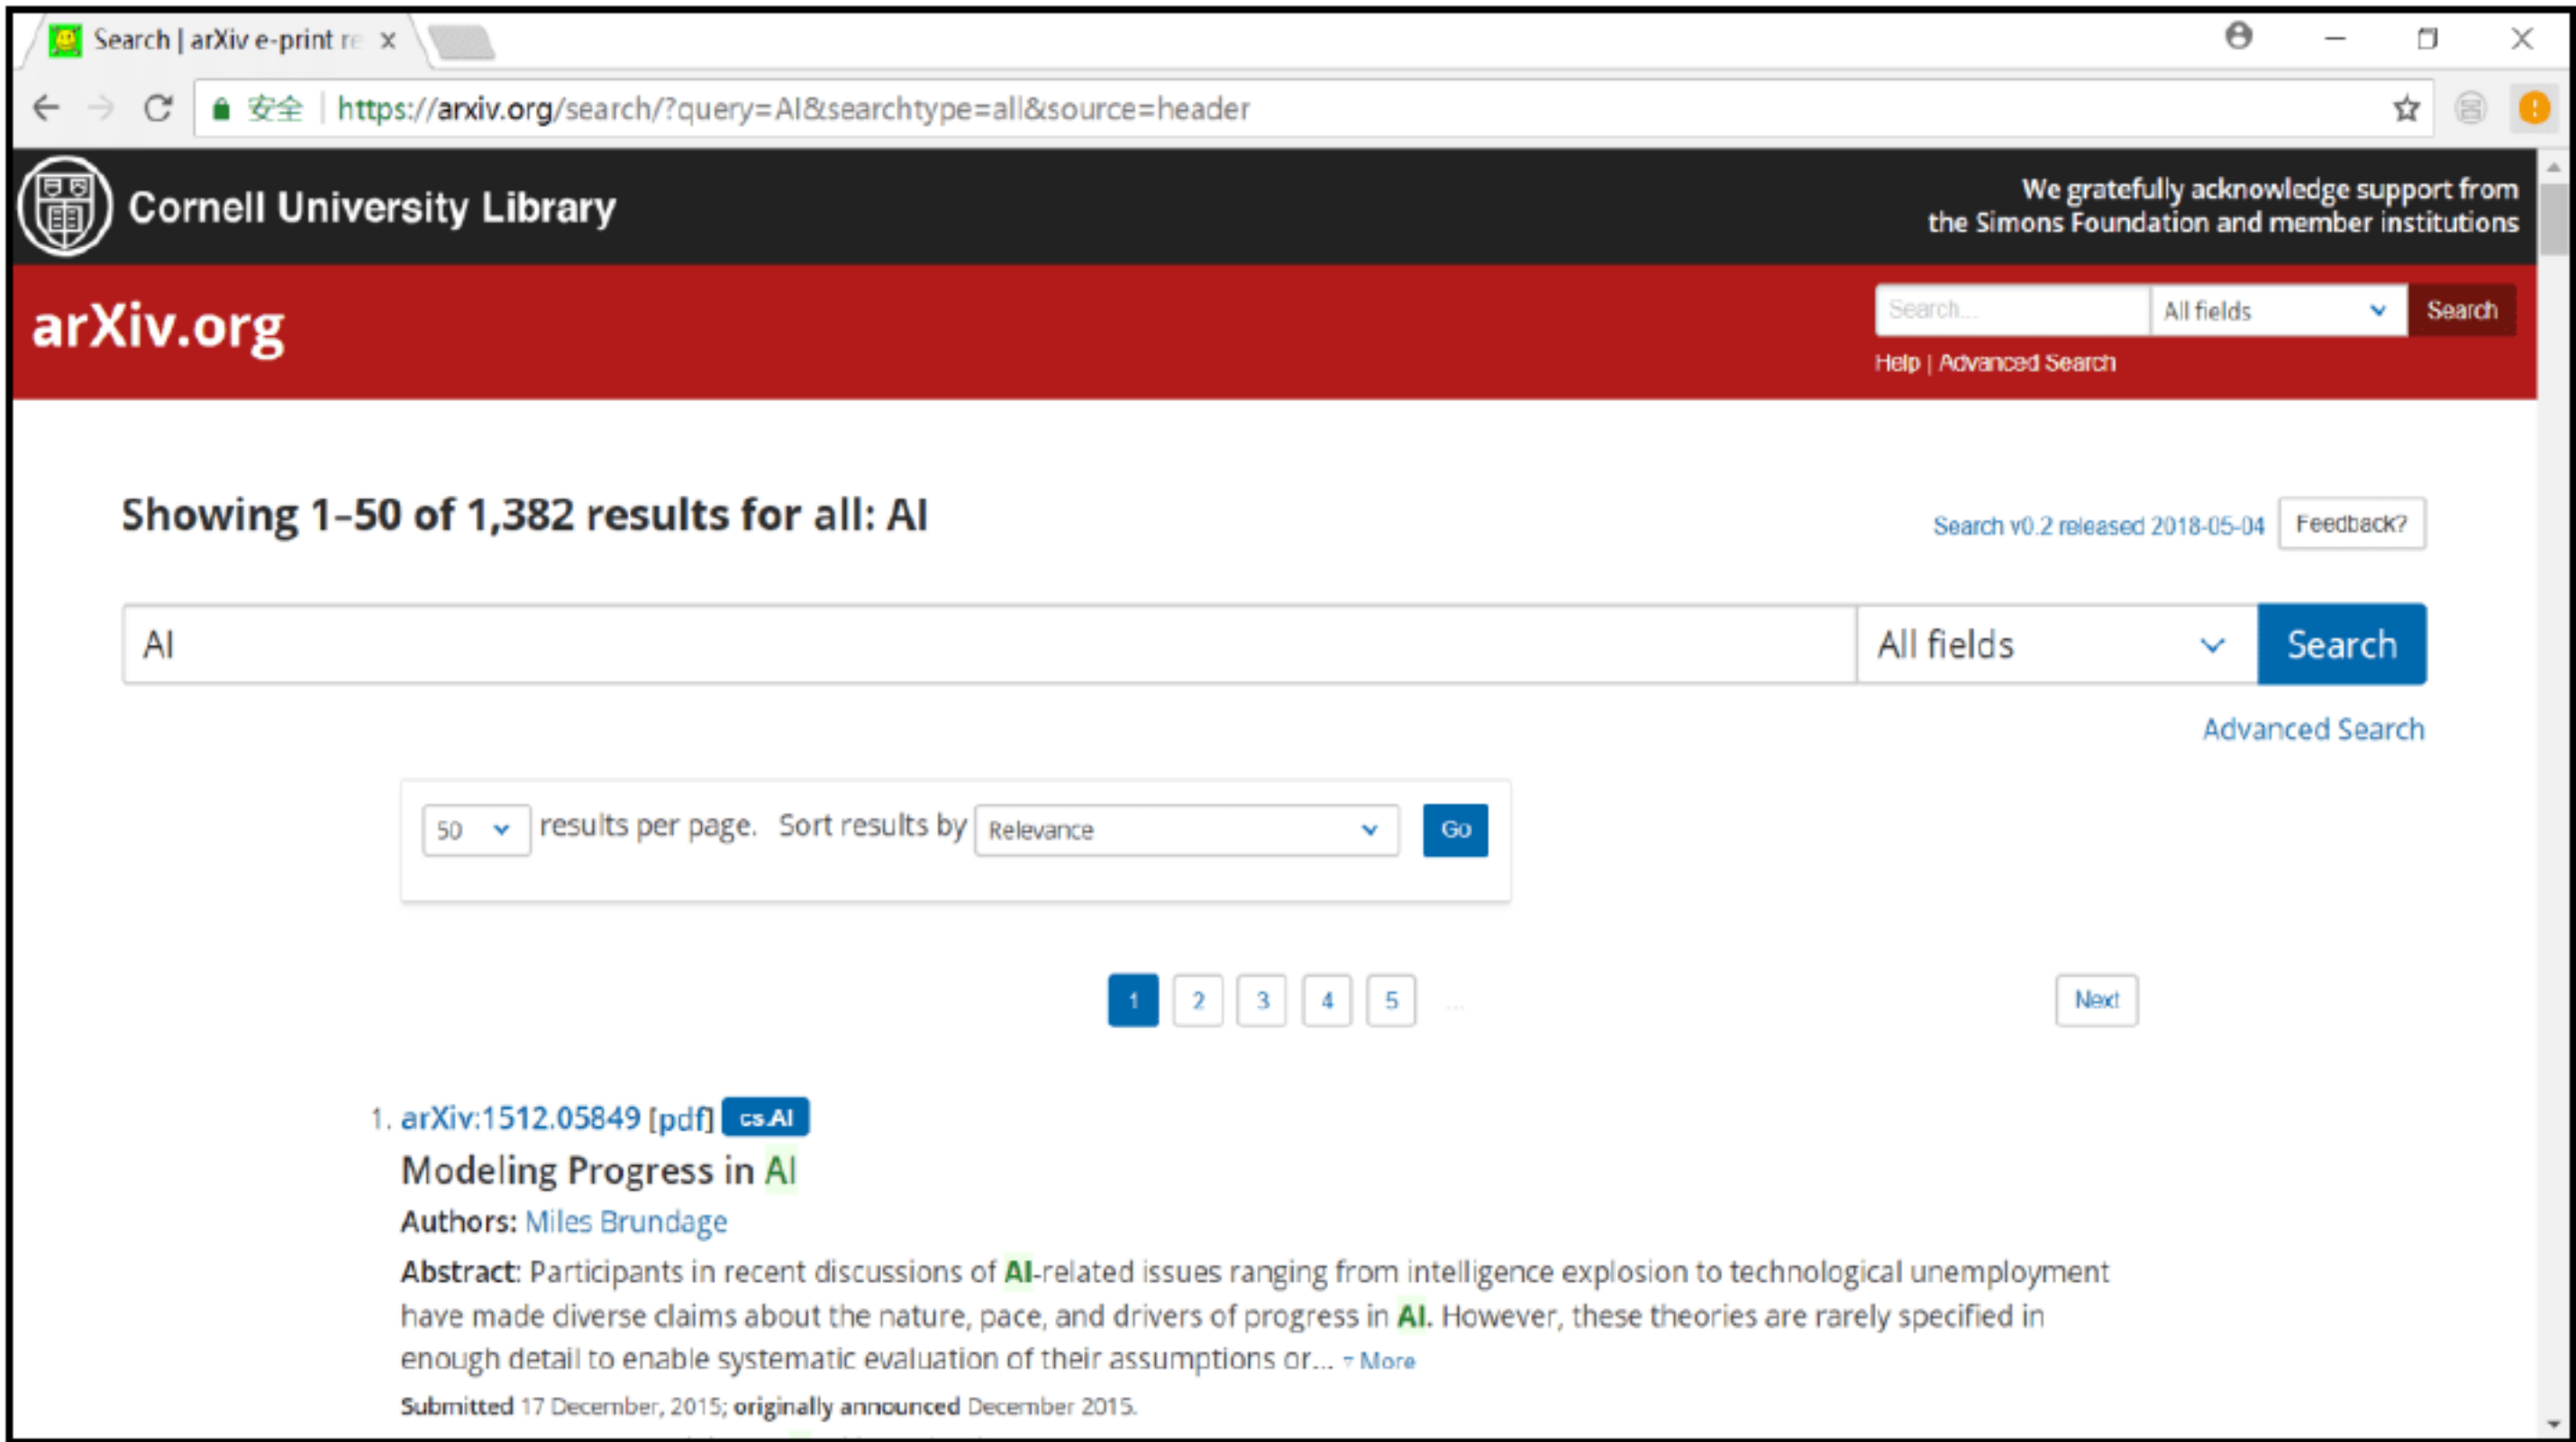 Search | arXiv e-print re
安全 | https://arxiv.org/search/?query=AI&searchtype=all&source=header
Cornell University Library
We gratefully acknowledge support from
the Simons Foundation and member institutions
arXiv.org
Search... All fields Search
Help | Advanced Search
Showing 1–50 of 1,382 results for all: AI
Search v0.2 released 2018-05-04 Feedback?
AI All fields Search
Advanced Search
50 results per page. Sort results by Relevance Go
1 2 3 4 5 ... Next
1. arXiv:1512.05849 [pdf] cs.AI
Modeling Progress in AI
Authors: Miles Brundage
Abstract: Participants in recent discussions of AI-related issues ranging from intelligence explosion to technological unemployment
have made diverse claims about the nature, pace, and drivers of progress in AI. However, these theories are rarely specified in
enough detail to enable systematic evaluation of their assumptions or... ▿ More
Submitted 17 December, 2015; originally announced December 2015.